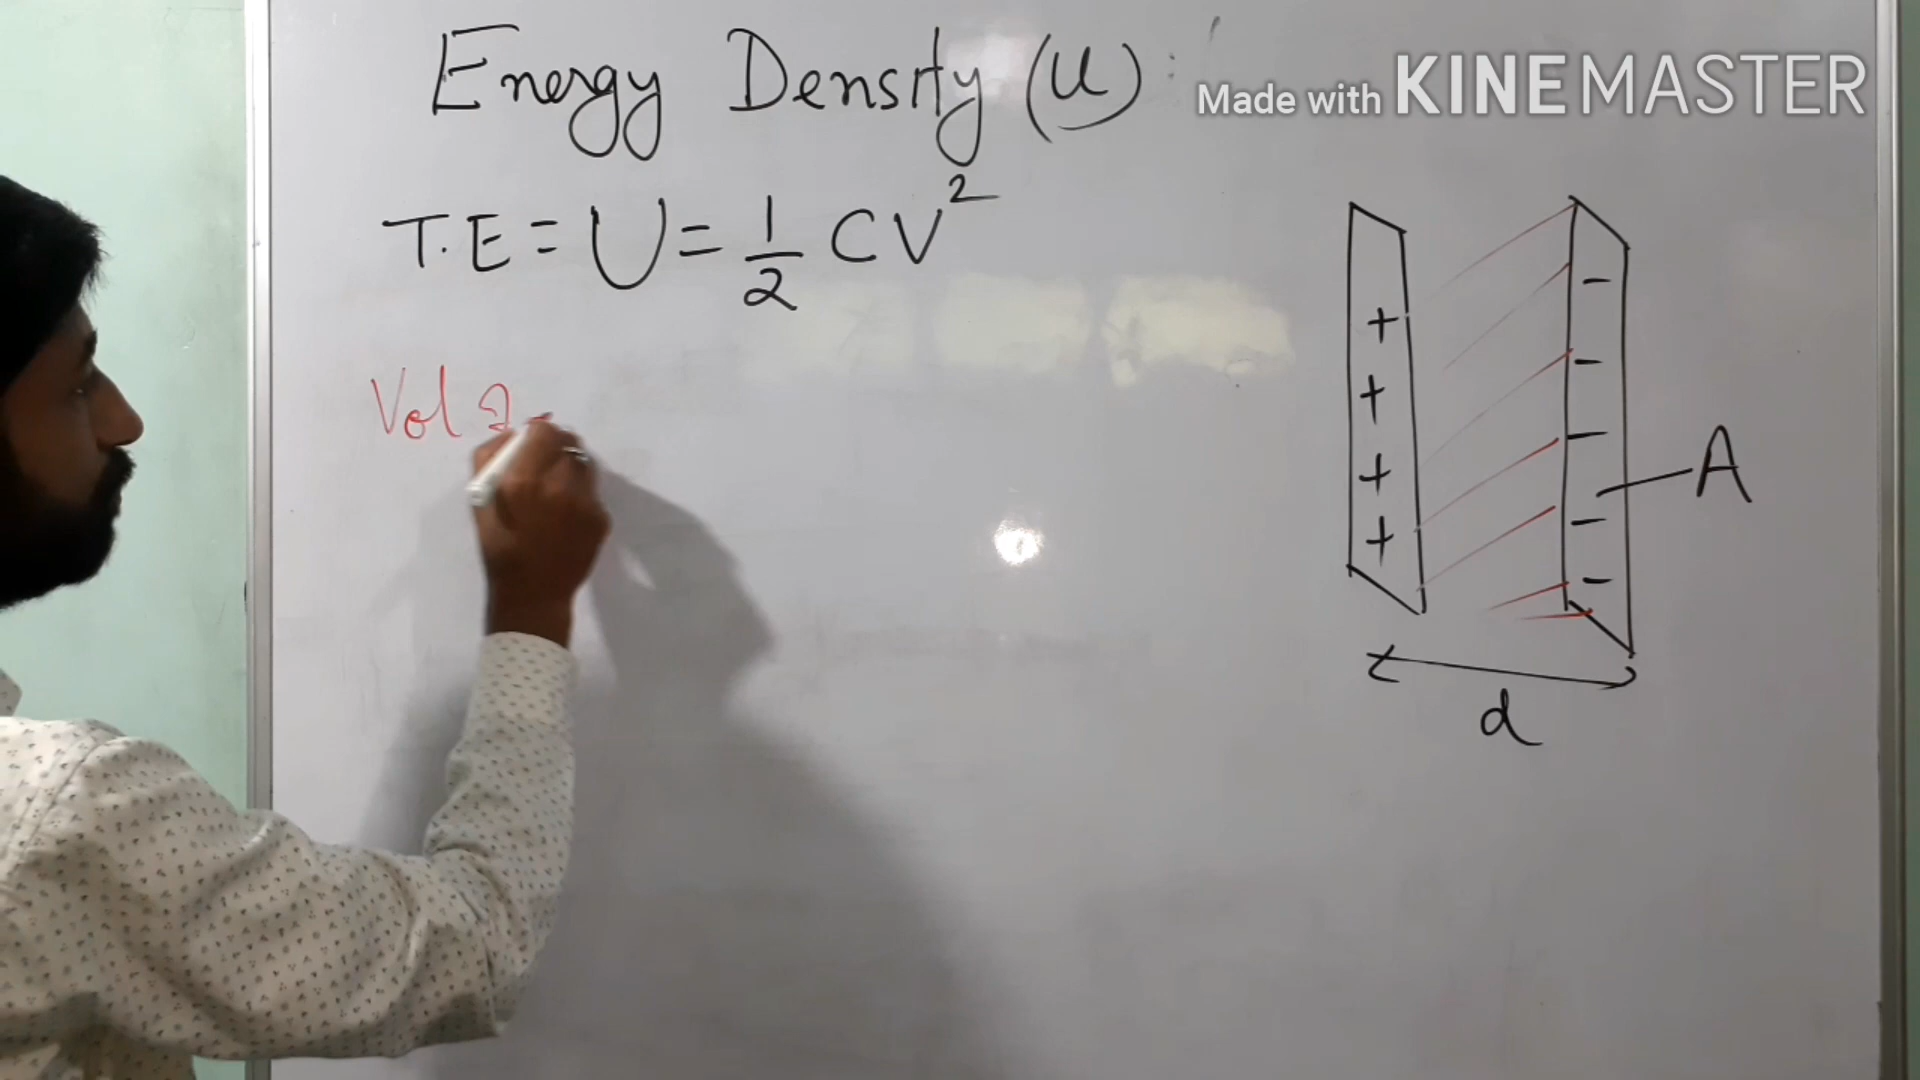 Energy Density (U)
Made with KINEMASTER
T.E = U = 1/2 CV²
Vol
+
+
+
+
-
-
-
-
-
A
d